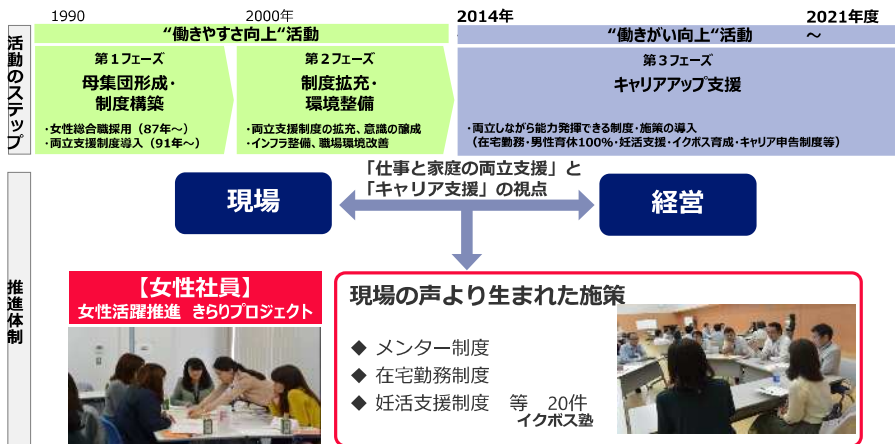 1990
2000年
2014年
2021年度
活動のステップ
“働きやすさ向上“活動
“働きがい向上“活動
～
第１フェーズ
母集団形成・
制度構築
・女性総合職採用（87年～）
・両立支援制度導入（91年～）
第２フェーズ
制度拡充・
環境整備
・両立支援制度の拡充、意識の醸成
・インフラ整備、職場環境改善
第３フェーズ
キャリアアップ支援
・両立しながら能力発揮できる制度・施策の導入
（在宅勤務・男性育休100%・妊活支援・イクボス育成・キャリア申告制度等）
推進体制
現場
「仕事と家庭の両立支援」と
「キャリア支援」の視点
経営
【女性社員】
女性活躍推進 きらりプロジェクト
現場の声より生まれた施策
◆ メンター制度
◆ 在宅勤務制度
◆ 妊活支援制度　等　20件
イクボス塾